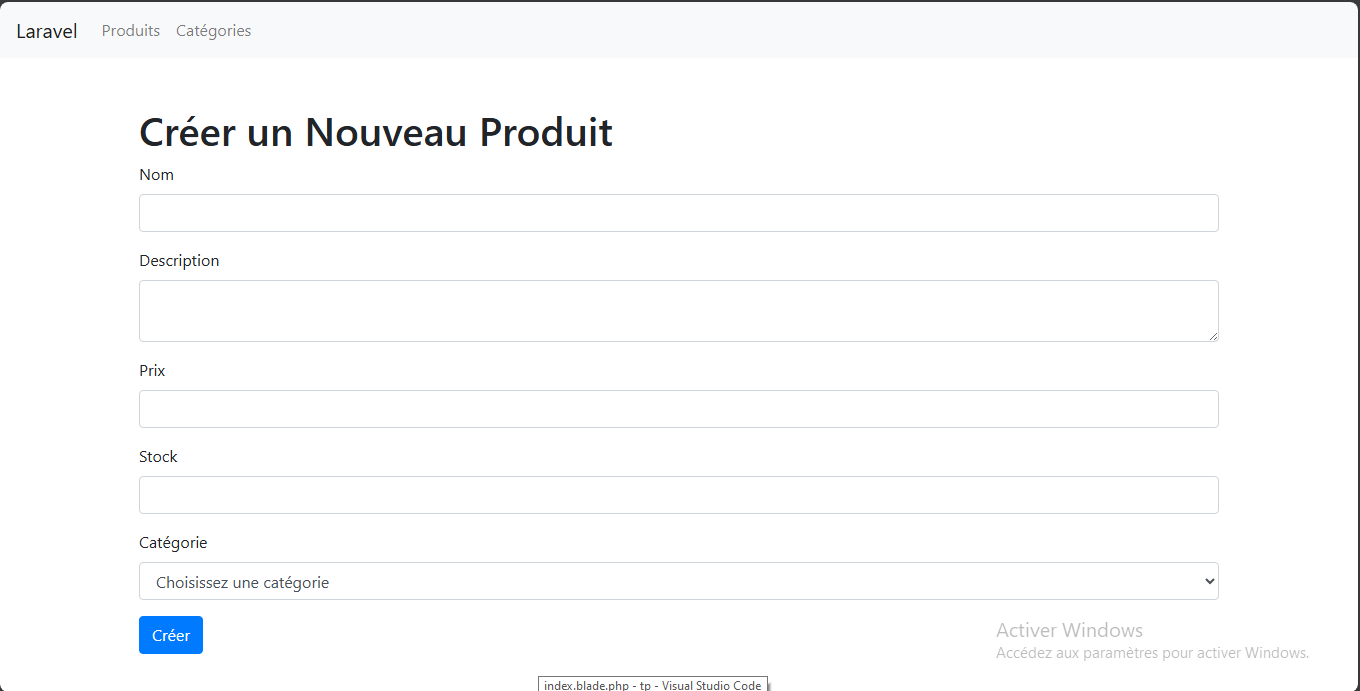 Laravel Produits Catégories
Créer un Nouveau Produit
Nom
Description
Prix
Stock
Catégorie
Choisissez une catégorie
Créer
Activer Windows
Accédez aux paramètres pour activer Windows.
index.blade.php - tp - Visual Studio Code